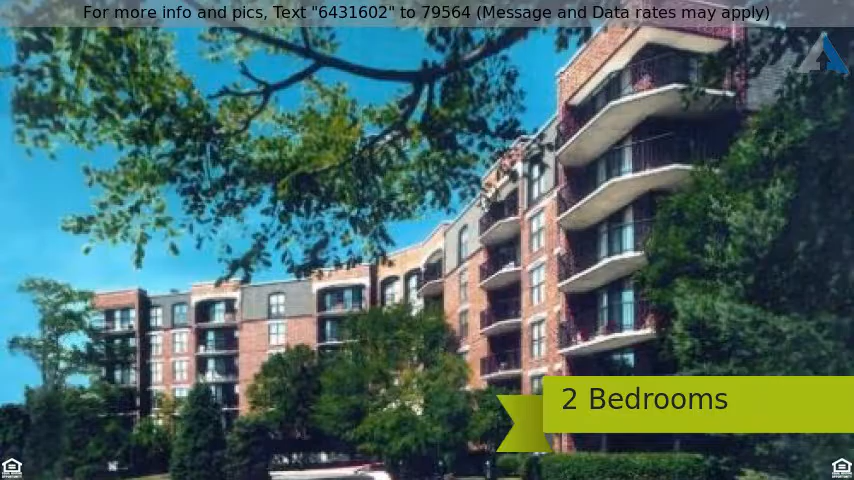 For more info and pics, Text "6431602" to 79564 (Message and Data rates may apply)
2 Bedrooms